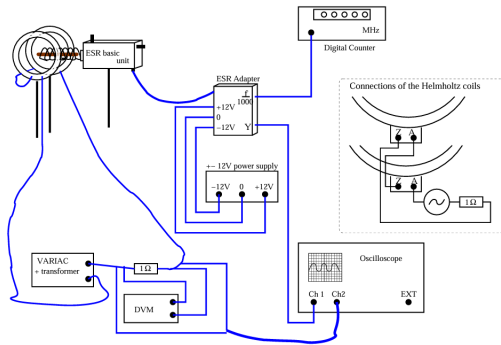 MHz
Digital Counter
ESR basic
unit
ESR Adapter
f
1000
+12V
0
−12V
Y
Connections of the Helmholtz coils
Z A
Z A
1 Ω
+− 12V power supply
−12V 0 +12V
VARIAC
+ transformer
1 Ω
DVM
Oscilloscope
Ch 1 Ch2 EXT